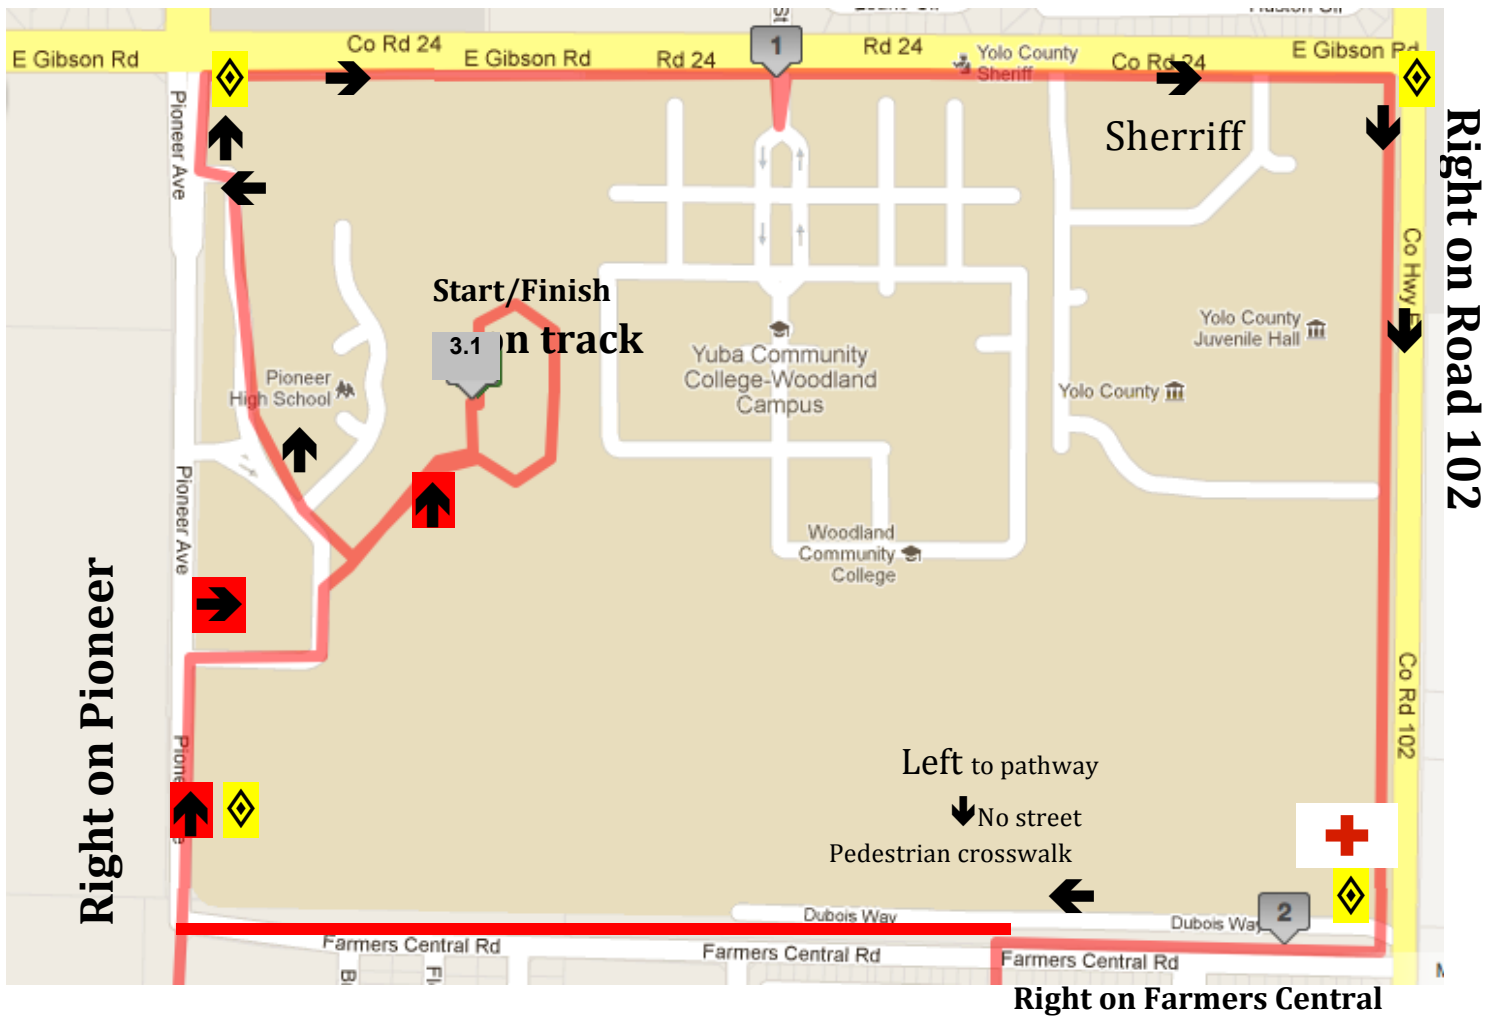 E Gibson Rd
Co Rd 24
E Gibson Rd
Rd 24
St
1
Rd 24
Yolo County
Sheriff
Co Rd 24
E Gibson Rd
Pioneer Ave
Sherriff
Right on Road 102
Co Hwy E
Start/Finish
on track
3.1
Pioneer
High School
Yuba Community
College-Woodland
Campus
Yolo County
Juvenile Hall
Yolo County
Pioneer Ave
Woodland
Community
College
Right on Pioneer
Co Rd 102
Left to pathway
No street
Pedestrian crosswalk
Dubois Way
Dubois Way
2
Farmers Central Rd
Farmers Central Rd
Farmers Central Rd
Right on Farmers Central